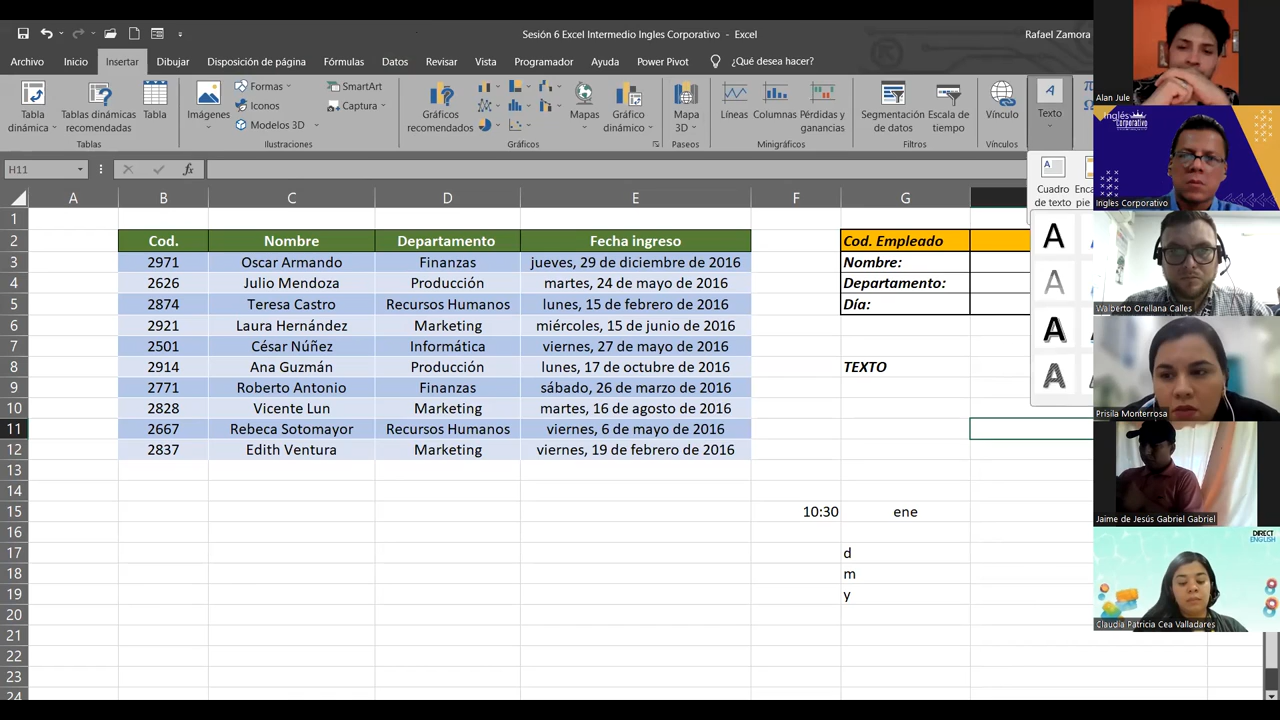 Sesión 6 Excel Intermedio Ingles Corporativo - Excel
Rafael Zamora
Archivo Inicio Insertar Dibujar Disposición de página Fórmulas Datos Revisar Vista Programador Ayuda Power Pivot ¿Qué desea hacer?
Tabla dinámica
Tablas dinámicas recomendadas
Tabla
Tablas
Imágenes
Formas
Iconos
Modelos 3D
SmartArt
Captura
Ilustraciones
Gráficos recomendados
Mapas
Gráfico dinámico
Gráficos
Mapa 3D
Paseos
Líneas
Columnas
Pérdidas y ganancias
Minigráficos
Segmentación de datos
Escala de tiempo
Filtros
Vínculo
Vínculos
Texto
Cuadro de texto
Enca
pie
H11
fx
A B C D E F G
1
2 Cod. Nombre Departamento Fecha ingreso Cod. Empleado
3 2971 Oscar Armando Finanzas jueves, 29 de diciembre de 2016 Nombre:
4 2626 Julio Mendoza Producción martes, 24 de mayo de 2016 Departamento:
5 2874 Teresa Castro Recursos Humanos lunes, 15 de febrero de 2016 Día:
6 2921 Laura Hernández Marketing miércoles, 15 de junio de 2016
7 2501 César Núñez Informática viernes, 27 de mayo de 2016
8 2914 Ana Guzmán Producción lunes, 17 de octubre de 2016 TEXTO
9 2771 Roberto Antonio Finanzas sábado, 26 de marzo de 2016
10 2828 Vicente Lun Marketing martes, 16 de agosto de 2016
11 2667 Rebeca Sotomayor Recursos Humanos viernes, 6 de mayo de 2016
12 2837 Edith Ventura Marketing viernes, 19 de febrero de 2016
13
14
15 10:30 ene
16
17 d
18 m
19 y
20
21
22
23
24
A
A
A
A
Alan Jule
Inglés
corporativo
Ingles Corporativo
Walberto Orellana Calles
Prisila Monterrosa
Jaime de Jesús Gabriel Gabriel
DIRECT
ENGLISH
Claudia Patricia Cea Valladares